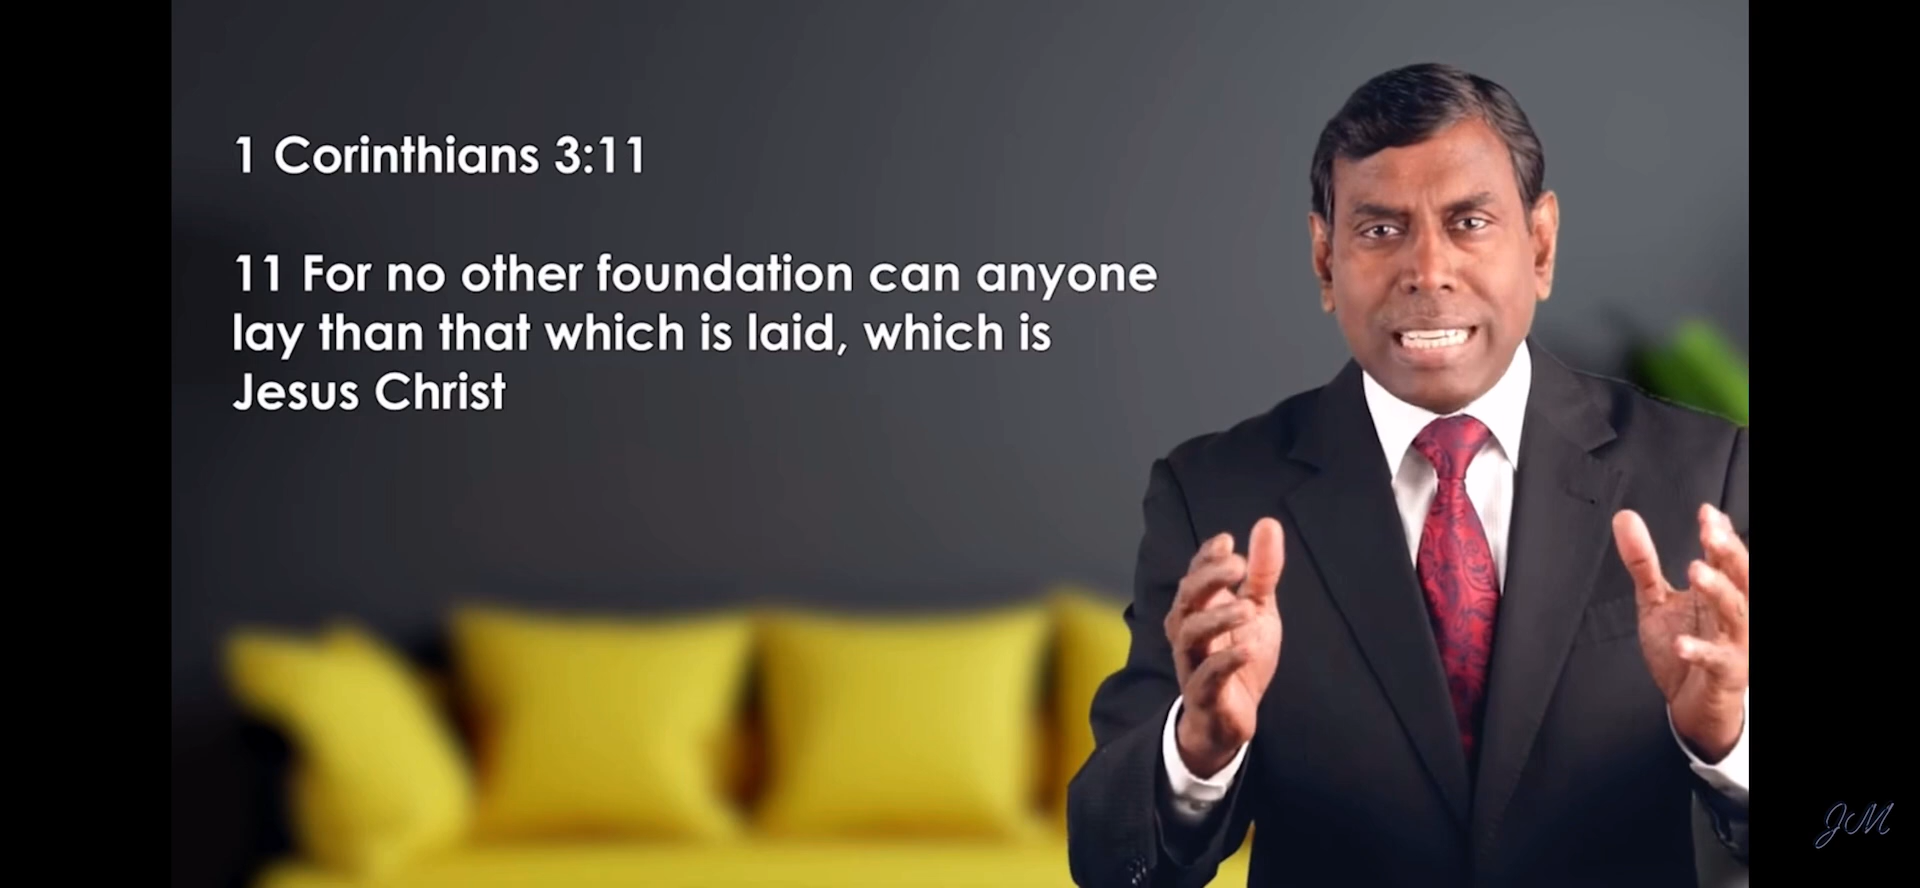 1 Corinthians 3:11
11 For no other foundation can anyone
lay than that which is laid, which is
Jesus Christ
JM